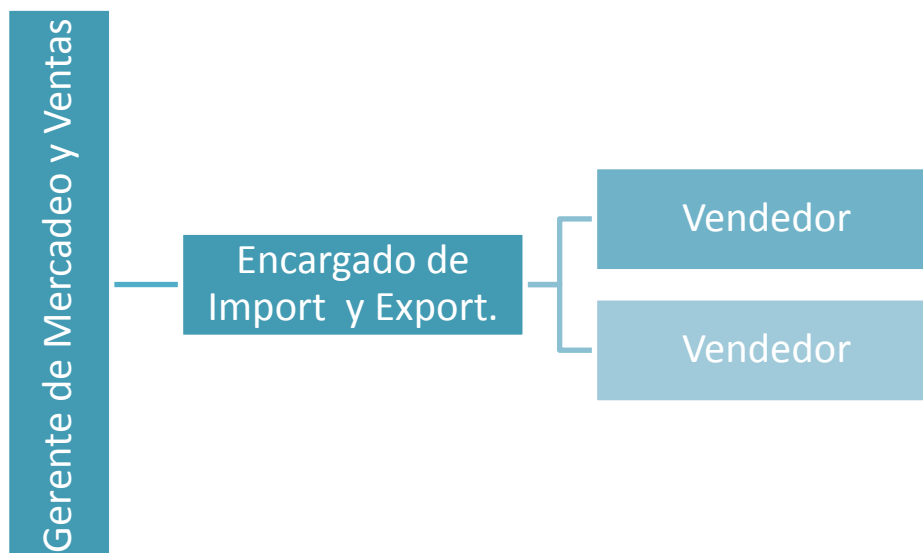 Gerente de Mercadeo y Ventas
Encargado de
Import y Export.
Vendedor
Vendedor